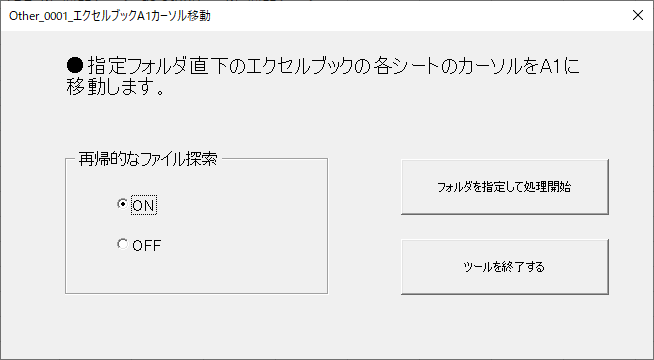 Other_0001_エクセルブックA1カーソル移動
●指定フォルダ直下のエクセルブックの各シートのカーソルをA1に
移動します。
再帰的なファイル探索
ON
OFF
フォルダを指定して処理開始
ツールを終了する